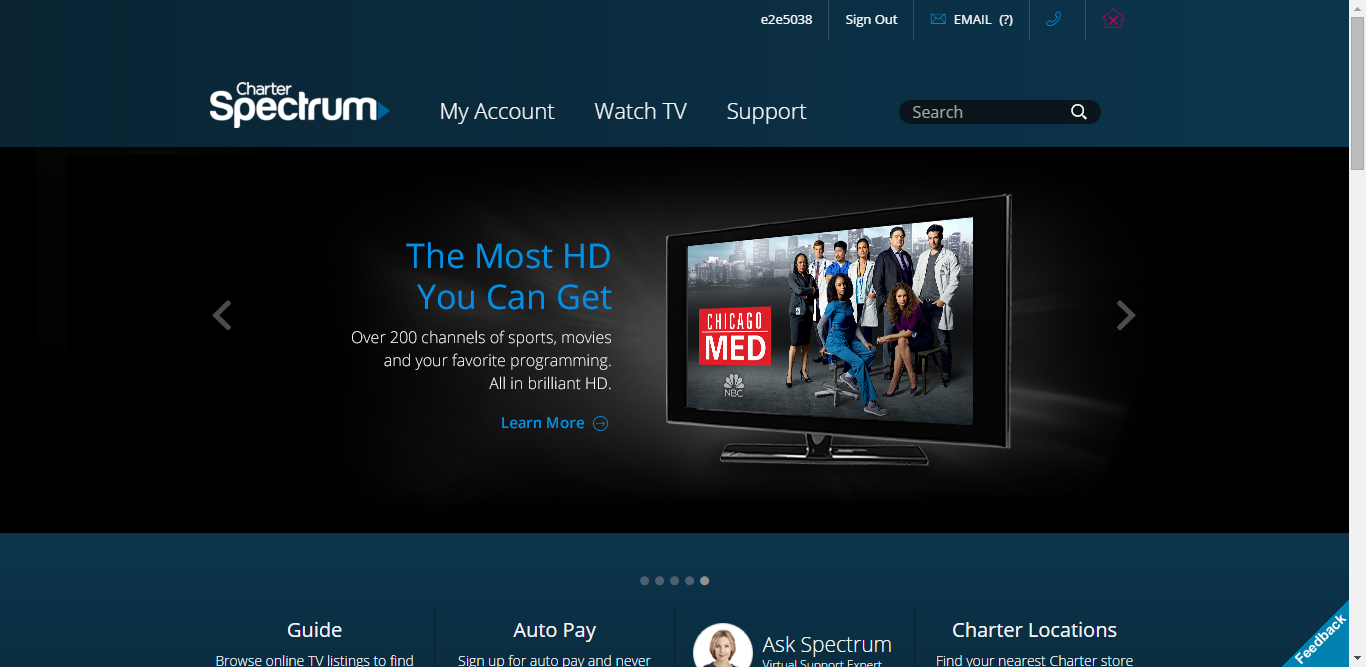 e2e5038
Sign Out
EMAIL (?)
Charter
Spectrum
My Account
Watch TV
Support
Search
The Most HD
You Can Get
Over 200 channels of sports, movies
and your favorite programming.
All in brilliant HD.
Learn More
CHICAGO
MED
NBC
Guide
Auto Pay
Ask Spectrum
Charter Locations
Browse online TV listings to find
Sign up for auto pay and never
Virtual Support Expert
Find your nearest Charter store
Feedback